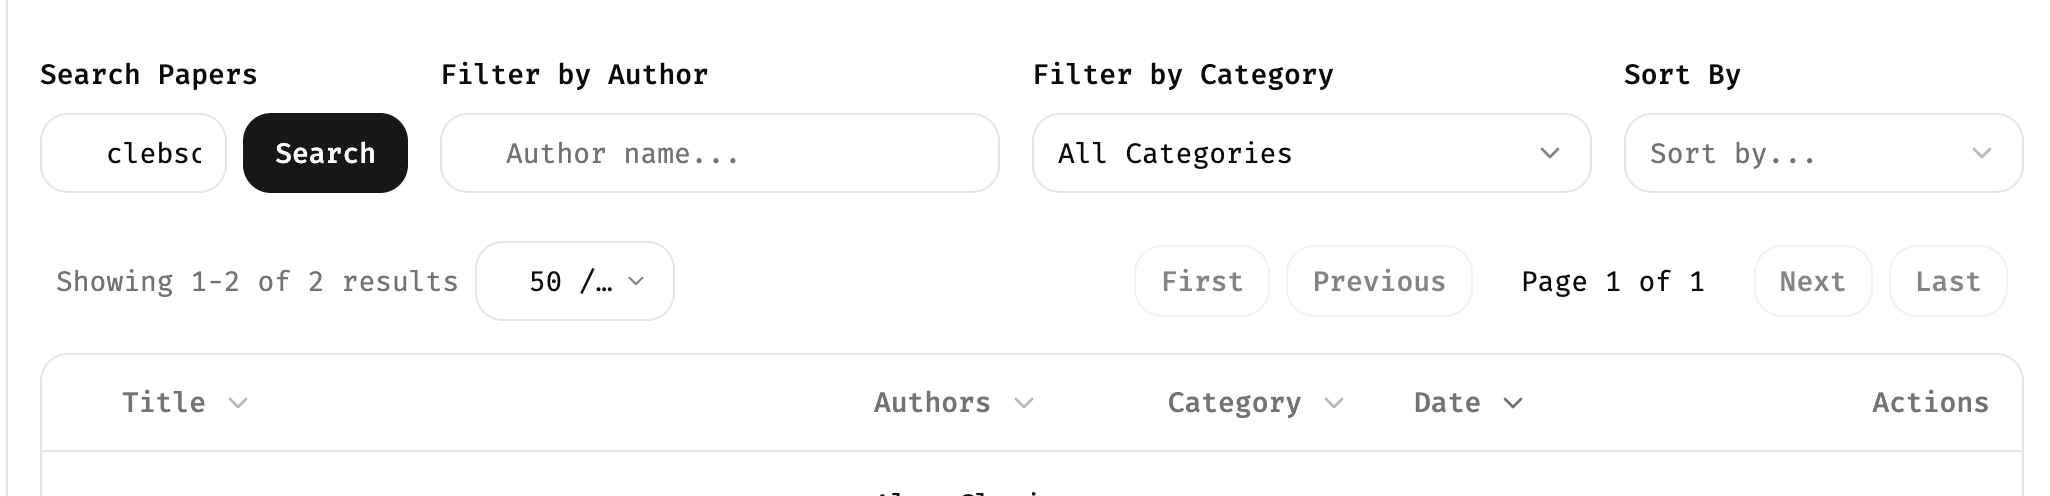 Search Papers Filter by Author Filter by Category Sort By
clebsc Search Author name... All Categories Sort by...
Showing 1-2 of 2 results 50 /… First Previous Page 1 of 1 Next Last
Title Authors Category Date Actions